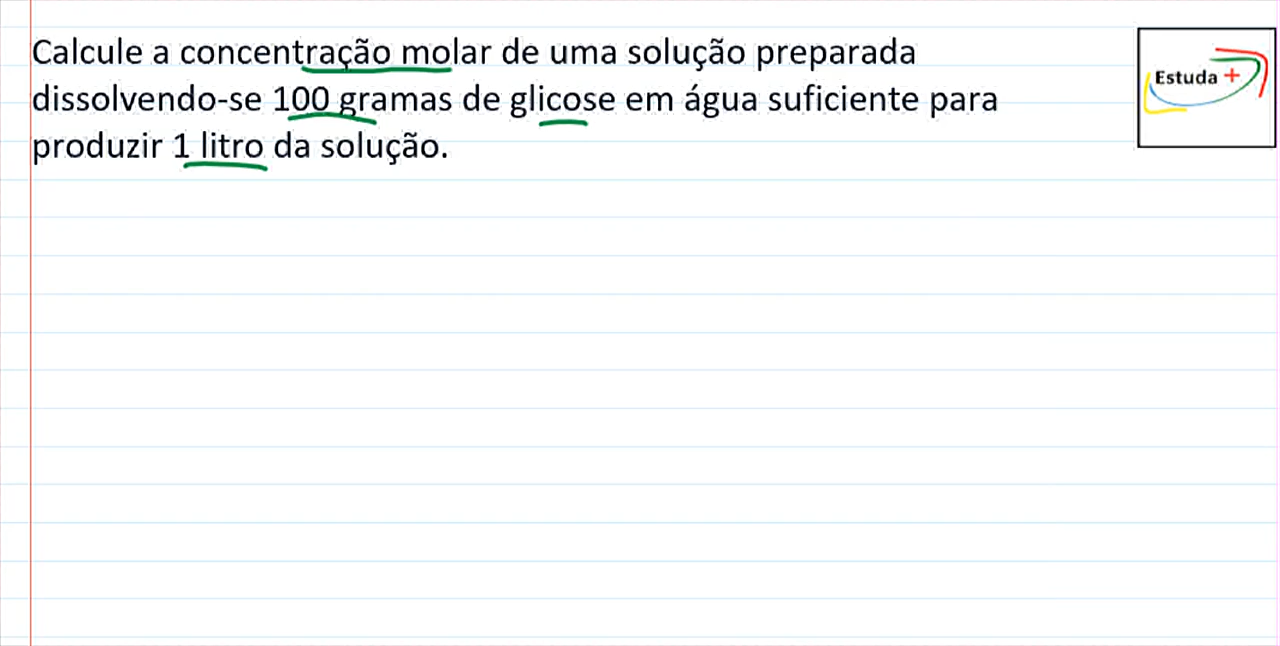 Calcule a concentração molar de uma solução preparada
dissolvendo-se 100 gramas de glicose em água suficiente para
produzir 1 litro da solução.
Estuda +